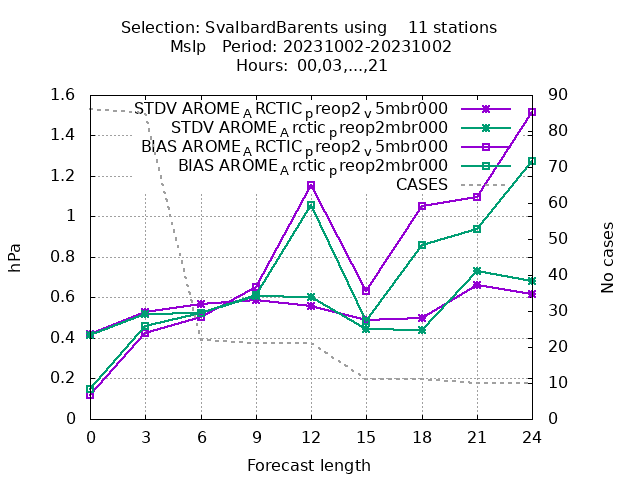 Selection: SvalbardBarents using    11 stations
Mslp   Period: 20231002-20231002
Hours:  00,03,...,21
STDV AROME_ARCTIC_preop2_v5mbr000
STDV AROME_Arctic_preop2mbr000
BIAS AROME_ARCTIC_preop2_v5mbr000
BIAS AROME_Arctic_preop2mbr000
CASES
hPa
1.6
1.4
1.2
1
0.8
0.6
0.4
0.2
0
90
80
70
60
50
40
30
20
10
0
No cases
0 3 6 9 12 15 18 21 24
Forecast length